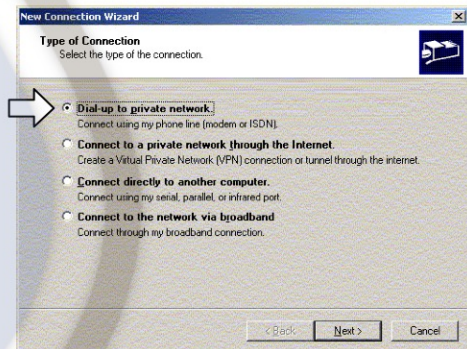 New Connection Wizard
Type of Connection
Select the type of the connection.
Dial-up to private network.
Connect using my phone line (modem or ISDN).
Connect to a private network through the Internet.
Create a Virtual Private Network (VPN) connection or tunnel through the internet.
Connect directly to another computer.
Connect using my serial, parallel, or infrared port.
Connect to the network via broadband
Connect through my broadband connection.
< Back
Next >
Cancel